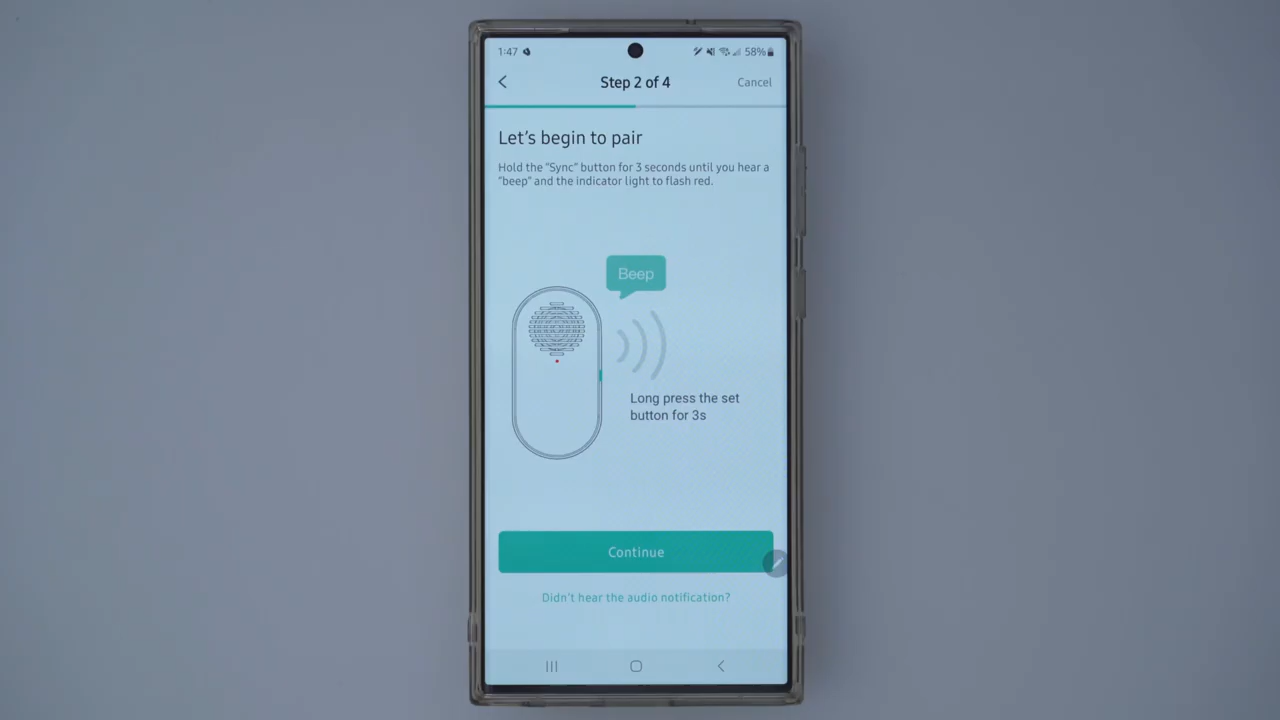 1:47 58%
Step 2 of 4 Cancel
Let's begin to pair
Hold the "Sync" button for 3 seconds until you hear a
"beep" and the indicator light to flash red.
Beep
Long press the set
button for 3s
Continue
Didn't hear the audio notification?